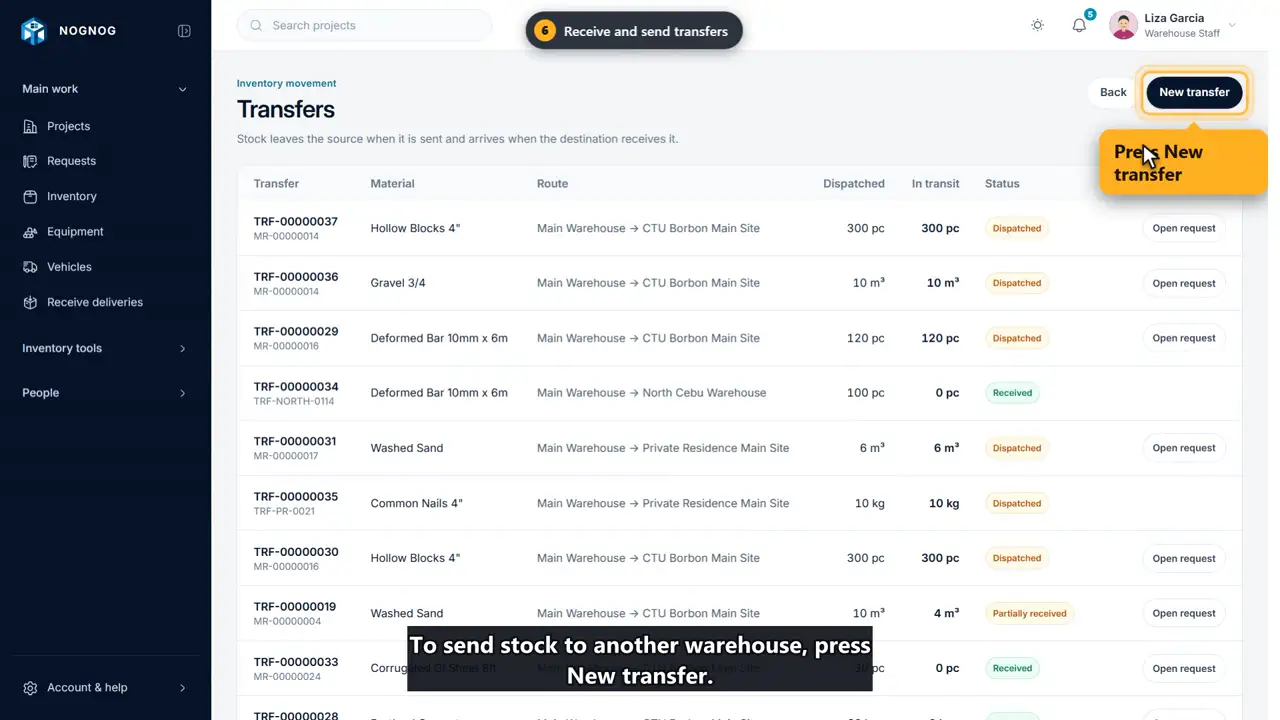 NOGNOG
Search projects
6 Receive and send transfers
5
Liza Garcia
Warehouse Staff
Main work
Projects
Requests
Inventory
Equipment
Vehicles
Receive deliveries
Inventory tools
People
Account & help
Inventory movement
Transfers
Stock leaves the source when it is sent and arrives when the destination receives it.
Back
New transfer
Press New
transfer
Transfer Material Route Dispatched In transit Status
TRF-00000037 Hollow Blocks 4" Main Warehouse → CTU Borbon Main Site 300 pc 300 pc Dispatched Open request
MR-00000014
TRF-00000036 Gravel 3/4 Main Warehouse → CTU Borbon Main Site 10 m³ 10 m³ Dispatched Open request
MR-00000014
TRF-00000029 Deformed Bar 10mm x 6m Main Warehouse → CTU Borbon Main Site 120 pc 120 pc Dispatched Open request
MR-00000016
TRF-00000034 Deformed Bar 10mm x 6m Main Warehouse → North Cebu Warehouse 100 pc 0 pc Received
TRF-NORTH-0114
TRF-00000031 Washed Sand Main Warehouse → Private Residence Main Site 6 m³ 6 m³ Dispatched Open request
MR-00000017
TRF-00000035 Common Nails 4" Main Warehouse → Private Residence Main Site 10 kg 10 kg Dispatched
TRF-PR-0021
TRF-00000030 Hollow Blocks 4" Main Warehouse → CTU Borbon Main Site 300 pc 300 pc Dispatched Open request
MR-00000016
TRF-00000019 Washed Sand Main Warehouse → CTU Borbon Main Site 10 m³ 4 m³ Partially received Open request
MR-00000004
TRF-00000033 pc 0 pc Received Open request
MR-00000024
TRF-00000028
To send stock to another warehouse, press
New transfer.